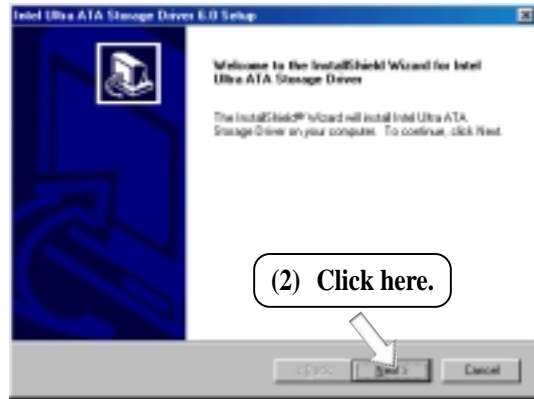 Intel Ultra ATA Storage Driver 6.0 Setup
Welcome to the InstallShield Wizard for Intel
Ultra ATA Storage Driver
The InstallShield® Wizard will install Intel Ultra ATA
Storage Driver on your computer. To continue, click Next.
(2) Click here.
< Back
Next >
Cancel